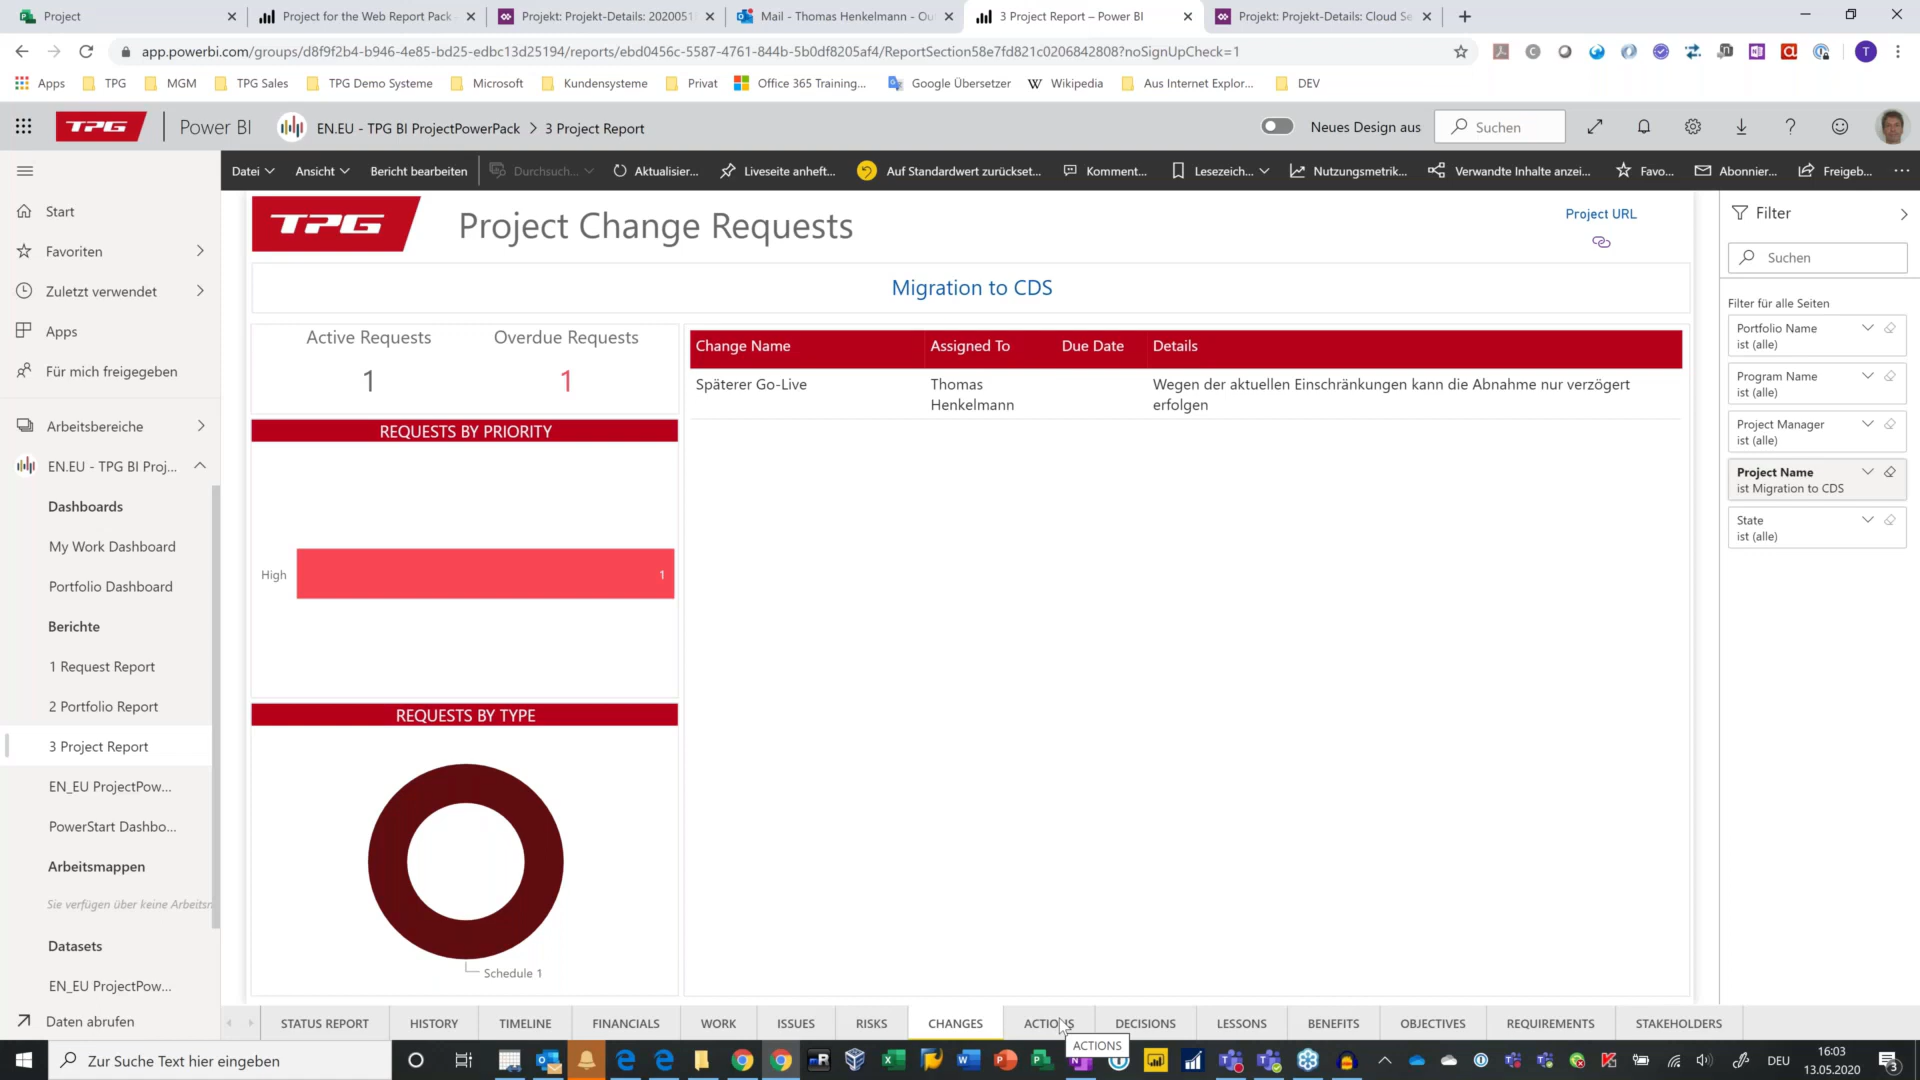 Project
Project for the Web Report Pack
Projekt: Projekt-Details: 2020051
Mail - Thomas Henkelmann - Ou
3 Project Report – Power BI
Projekt: Projekt-Details: Cloud Se
app.powerbi.com/groups/d8f9f2b4-b946-4e85-bd25-edbc13d25194/reports/ebd0456c-5587-4761-844b-5b0df8205af4/ReportSection58e7fd821c0206842808?noSignUpCheck=1
T
Apps
TPG
MGM
TPG Sales
TPG Demo Systeme
Microsoft
Kundensysteme
Privat
Office 365 Training...
Google Übersetzer
W Wikipedia
Aus Internet Explor...
DEV
TPG
Power BI
EN.EU - TPG BI ProjectPowerPack > 3 Project Report
Neues Design aus
Suchen
Datei
Ansicht
Bericht bearbeiten
Durchsuch...
Aktualisier...
Liveseite anheft...
Auf Standardwert zurückset...
Komment...
Lesezeich...
Nutzungsmetrik...
Verwandte Inhalte anzei...
Favo...
Abonnier...
Freigeb...
Start
Favoriten
Zuletzt verwendet
Apps
Für mich freigegeben
Arbeitsbereiche
EN.EU - TPG BI Proj...
Dashboards
My Work Dashboard
Portfolio Dashboard
Berichte
1 Request Report
2 Portfolio Report
3 Project Report
EN_EU ProjectPow...
PowerStart Dashbo...
Arbeitsmappen
Sie verfügen über keine Arbeitsm
Datasets
EN_EU ProjectPow...
Daten abrufen
TPG
Project Change Requests
Project URL
Migration to CDS
Active Requests
Overdue Requests
1
1
REQUESTS BY PRIORITY
High
1
REQUESTS BY TYPE
Schedule 1
Change Name
Assigned To
Due Date
Details
Späterer Go-Live
Thomas
Henkelmann
Wegen der aktuellen Einschränkungen kann die Abnahme nur verzögert
erfolgen
Filter
Suchen
Filter für alle Seiten
Portfolio Name
ist (alle)
Program Name
ist (alle)
Project Manager
ist (alle)
Project Name
ist Migration to CDS
State
ist (alle)
STATUS REPORT
HISTORY
TIMELINE
FINANCIALS
WORK
ISSUES
RISKS
CHANGES
ACTIONS
DECISIONS
LESSONS
BENEFITS
OBJECTIVES
REQUIREMENTS
STAKEHOLDERS
ACTIONS
Zur Suche Text hier eingeben
DEU
16:03
13.05.2020
3